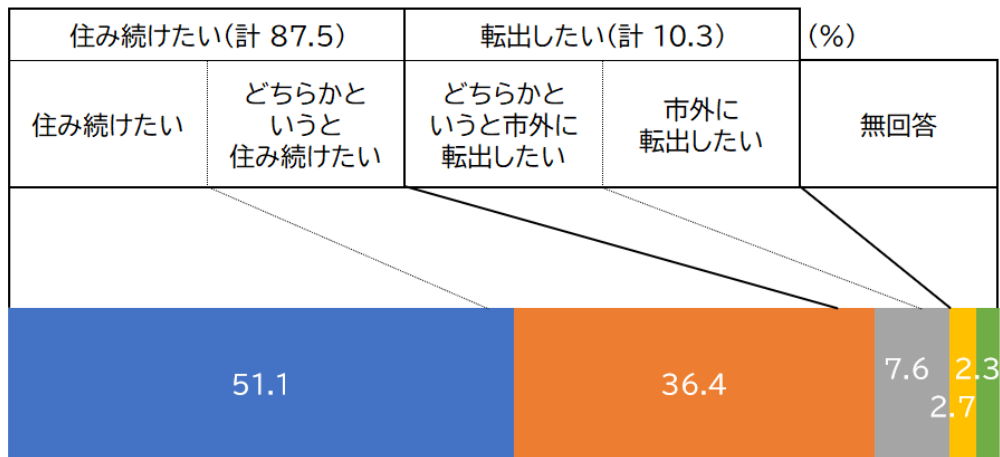 住み続けたい（計 87.5）
転出したい（計 10.3）
（%）
住み続けたい
どちらかと
いうと
住み続けたい
どちらかと
いうと市外に
転出したい
市外に
転出したい
無回答
51.1
36.4
7.6
2.7
2.3